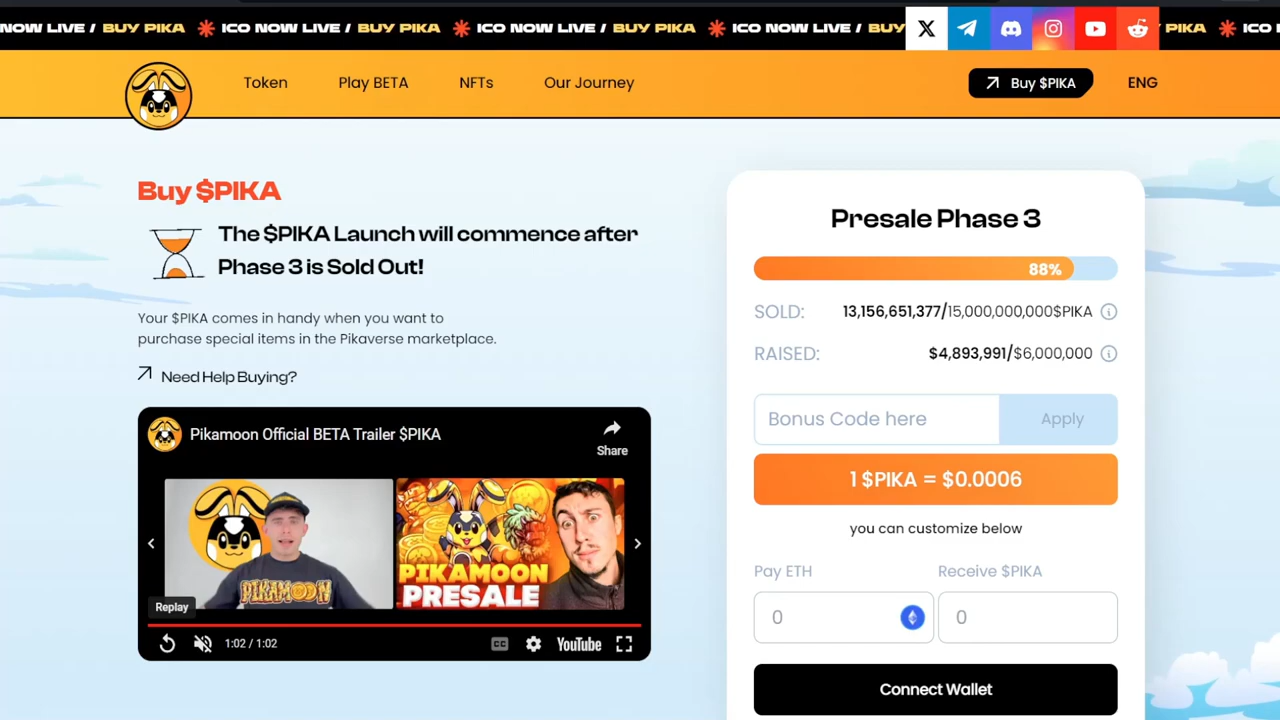 NOW LIVE / BUY PIKA ICO NOW LIVE / BUY PIKA ICO NOW LIVE / BUY PIKA ICO NOW LIVE / BUY PIKA ICO
Token Play BETA NFTs Our Journey Buy $PIKA ENG
Buy $PIKA
The $PIKA Launch will commence after
Phase 3 is Sold Out!
Your $PIKA comes in handy when you want to
purchase special items in the Pikaverse marketplace.
Need Help Buying?
Pikamoon Official BETA Trailer $PIKA
Share
PIKAMOON
PIKAMOON
PRESALE
Replay
1:02 / 1:02
CC
YouTube
Presale Phase 3
88%
SOLD: 13,156,651,377/15,000,000,000$PIKA
RAISED: $4,893,991/$6,000,000
Bonus Code here Apply
1 $PIKA = $0.0006
you can customize below
Pay ETH Receive $PIKA
0 0
Connect Wallet